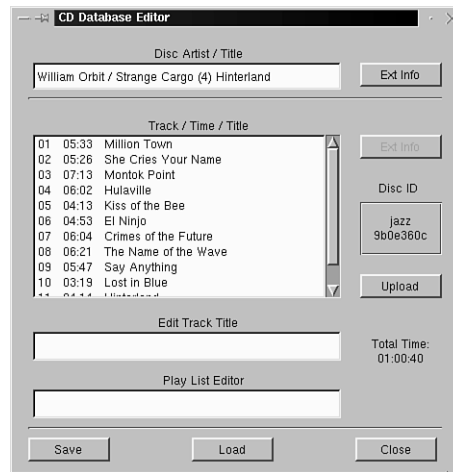 CD Database Editor
Disc Artist / Title
William Orbit / Strange Cargo (4) Hinterland
Ext Info
Track / Time / Title
01 05:33 Million Town
02 05:26 She Cries Your Name
03 07:13 Montok Point
04 06:02 Hulaville
05 04:13 Kiss of the Bee
06 04:53 El Ninjo
07 06:04 Crimes of the Future
08 06:21 The Name of the Wave
09 05:47 Say Anything
10 03:19 Lost in Blue
Ext Info
Disc ID
jazz
9b0e360c
Upload
Edit Track Title
Total Time:
01:00:40
Play List Editor
Save
Load
Close